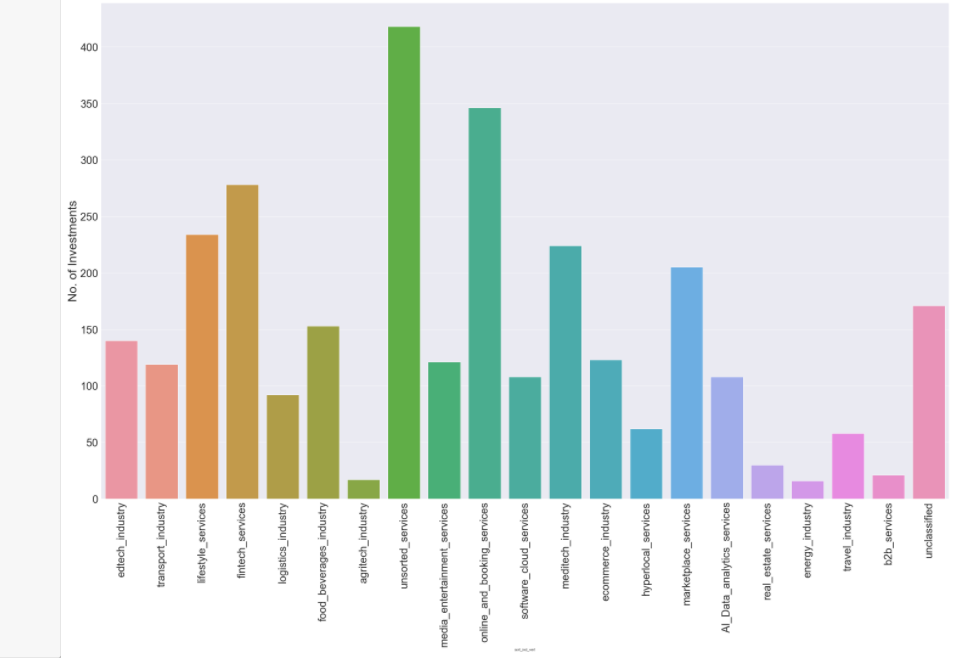 No. of Investments
400
350
300
250
200
150
100
50
0
edtech_industry
transport_industry
lifestyle_services
fintech_services
logistics_industry
food_beverages_industry
agritech_industry
unsorted_services
media_entertainment_services
online_and_booking_services
software_cloud_services
meditech_industry
ecommerce_industry
hyperlocal_services
marketplace_services
AI_Data_analytics_services
real_estate_services
energy_industry
travel_industry
b2b_services
unclassified